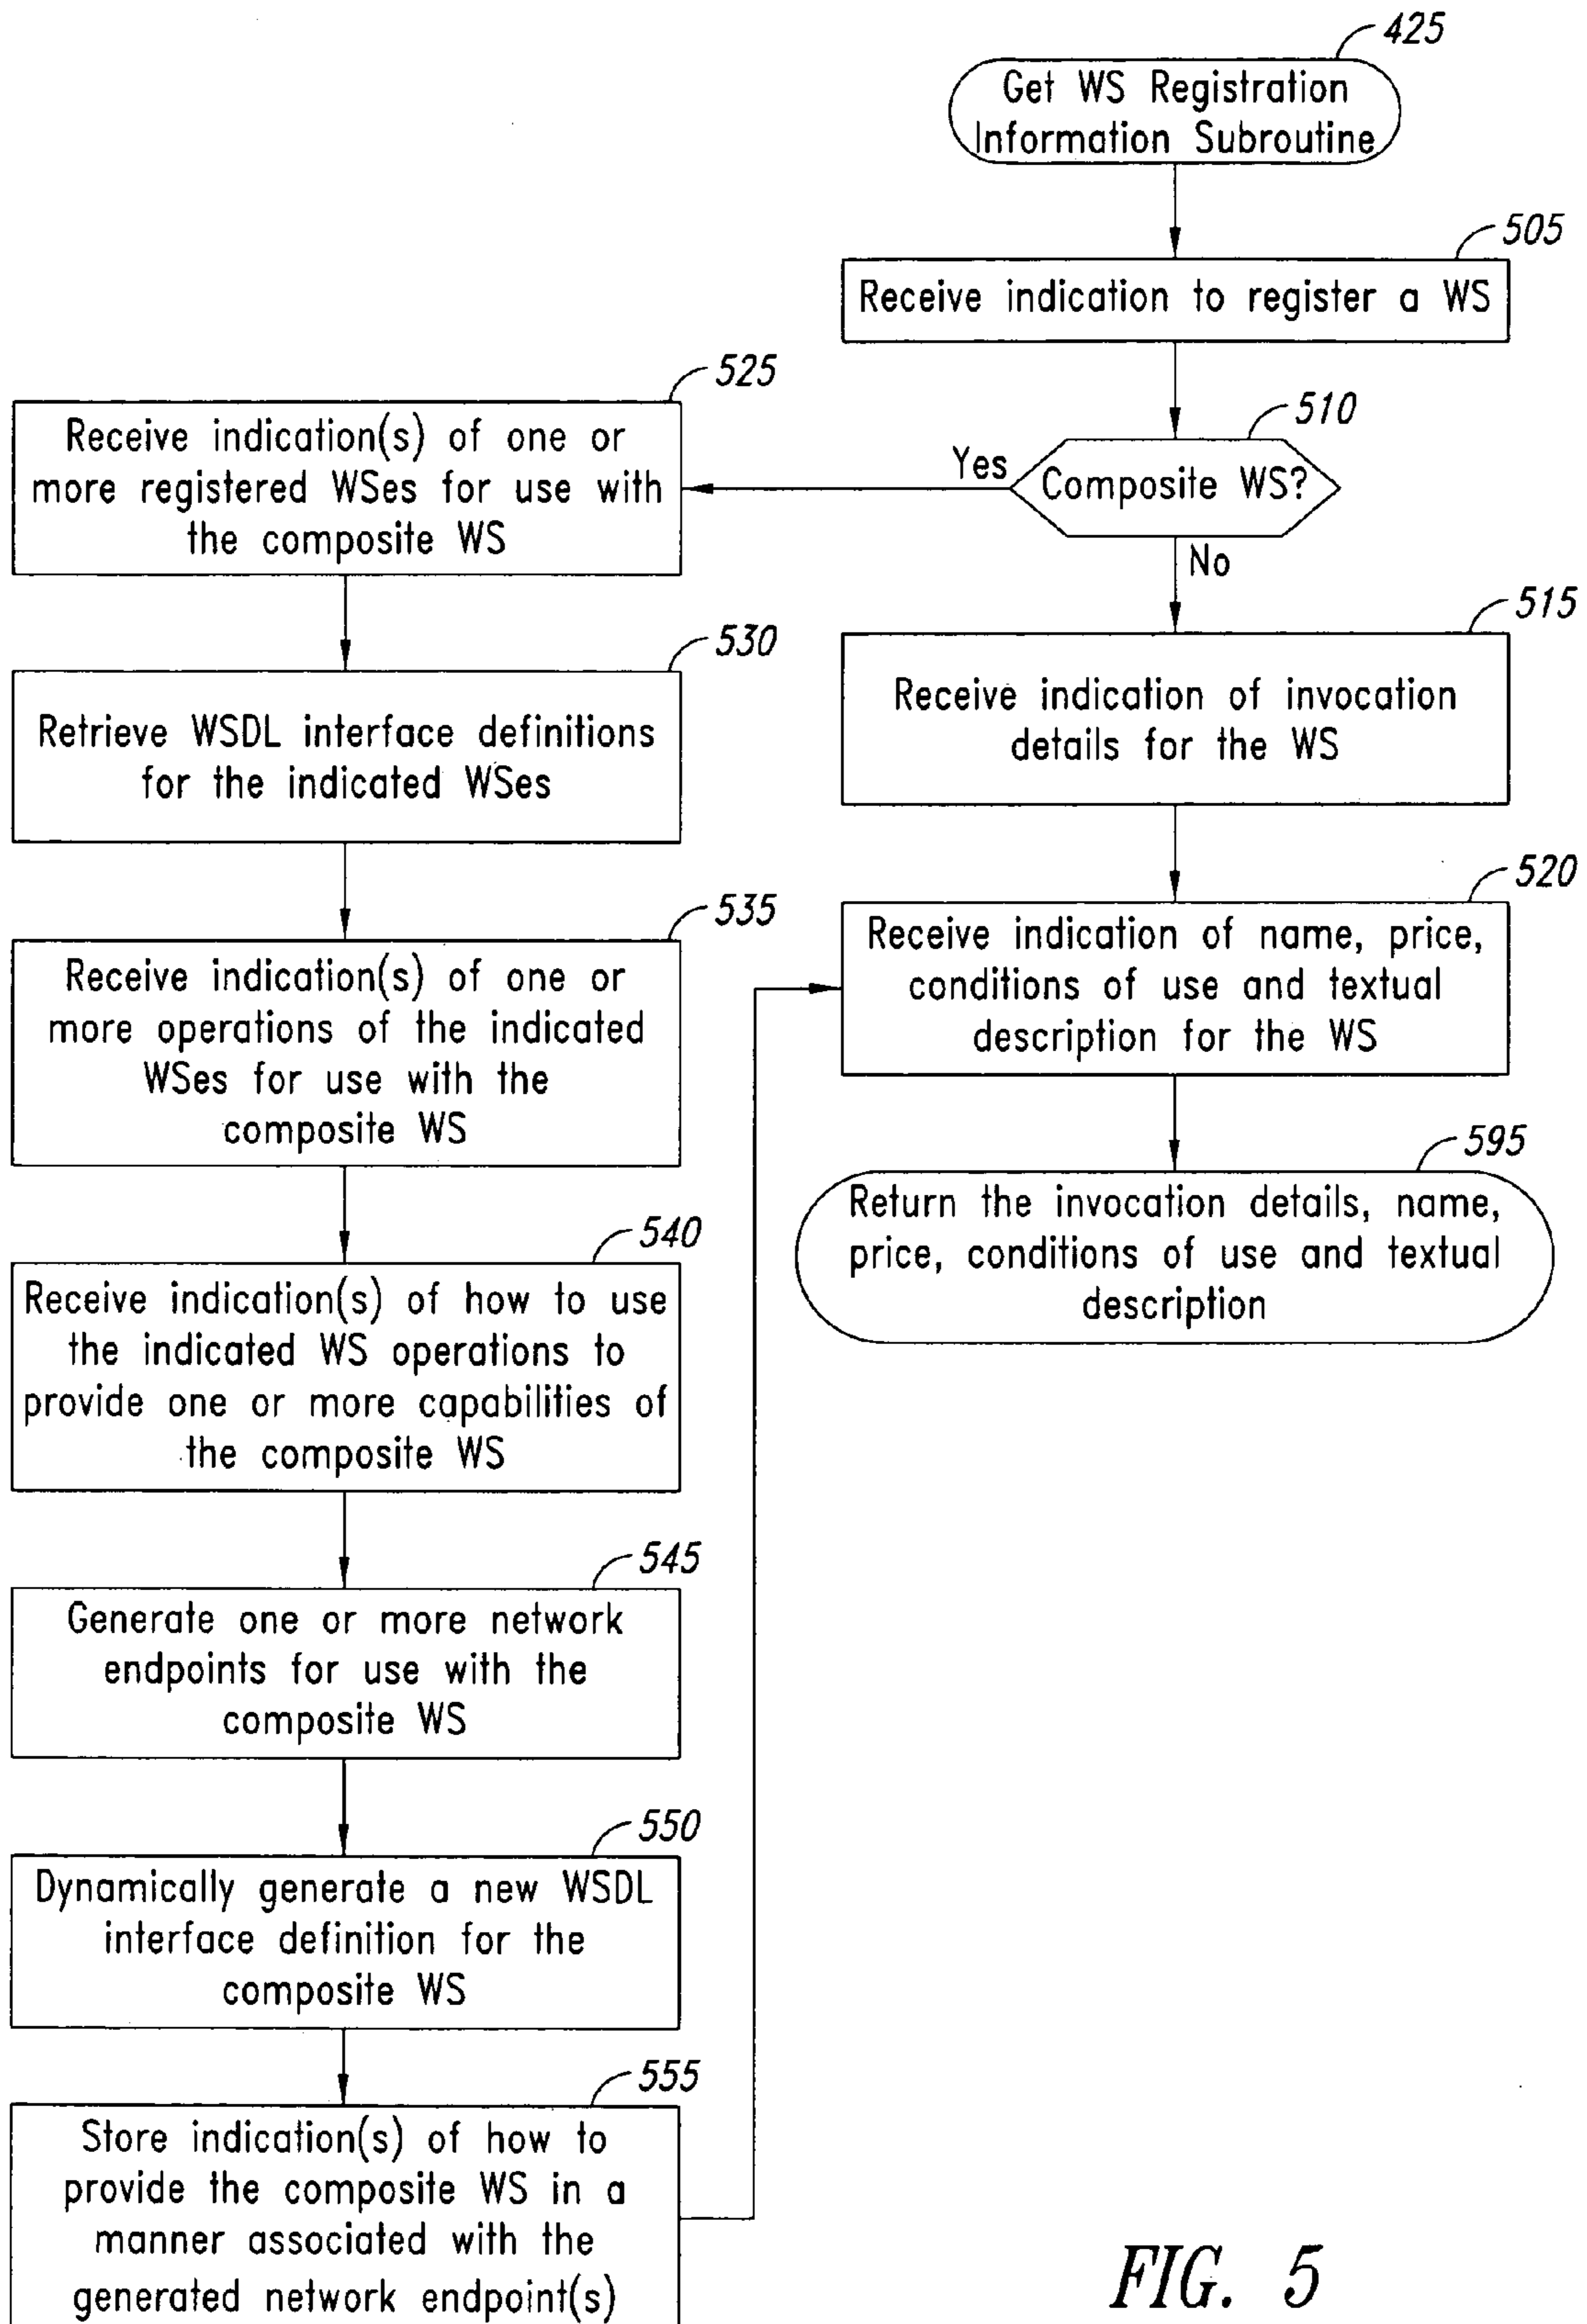 425
Get WS Registration
Information Subroutine
505
Receive indication to register a WS
510
Composite WS?
Yes
No
515
Receive indication of invocation
details for the WS
520
Receive indication of name, price,
conditions of use and textual
description for the WS
595
Return the invocation details, name,
price, conditions of use and textual
description
525
Receive indication(s) of one or
more registered WSes for use with
the composite WS
530
Retrieve WSDL interface definitions
for the indicated WSes
535
Receive indication(s) of one or
more operations of the indicated
WSes for use with the
composite WS
540
Receive indication(s) of how to use
the indicated WS operations to
provide one or more capabilities of
the composite WS
545
Generate one or more network
endpoints for use with the
composite WS
550
Dynamically generate a new WSDL
interface definition for the
composite WS
555
Store indication(s) of how to
provide the composite WS in a
manner associated with the
generated network endpoint(s)
FIG. 5